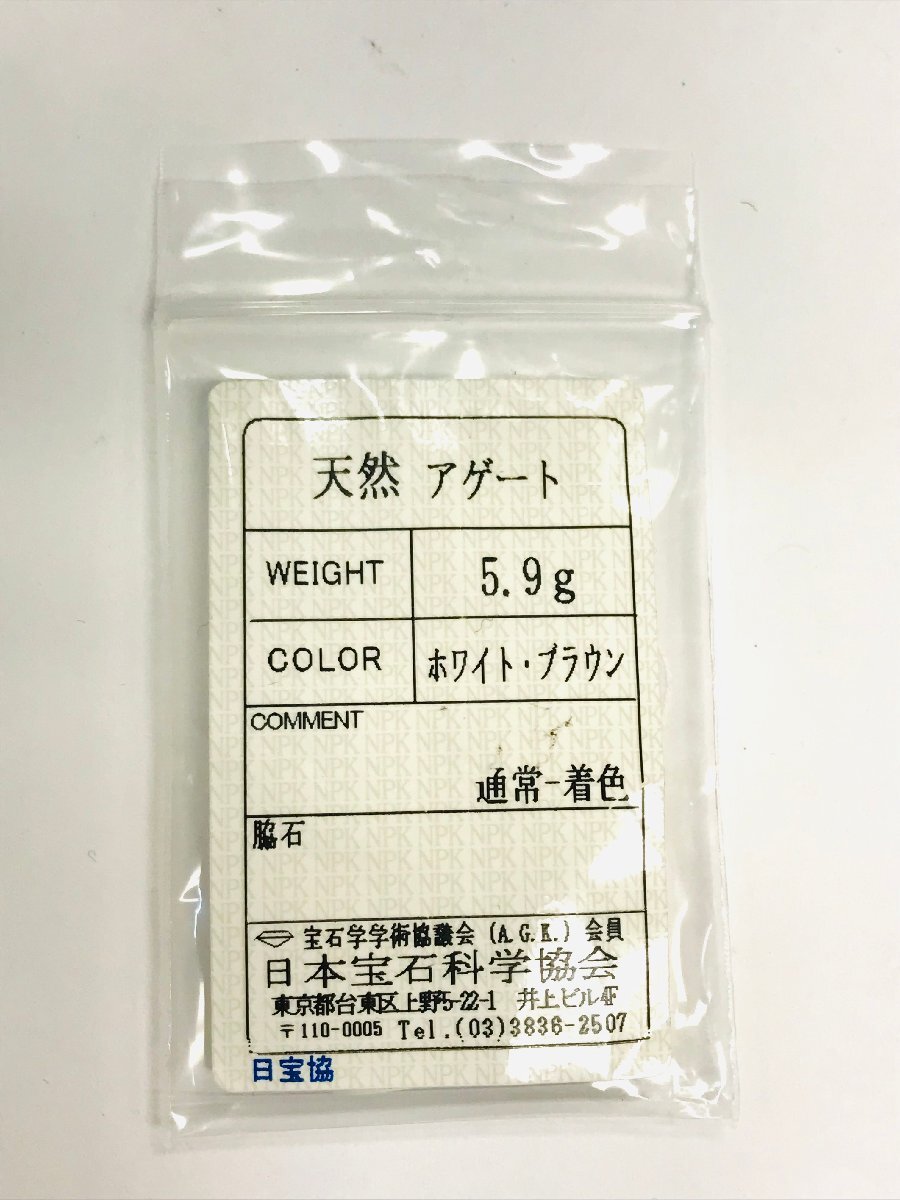 天然 アゲート
WEIGHT 5.9g
COLOR ホワイト・ブラウン
COMMENT
通常-着色
脇石
宝石学学術協議会 (A.G.K.) 会員
日本宝石科学協会
東京都台東区上野5-22-1 井上ビル4F
〒110-0005 Tel.(03)3836-2507
日宝協